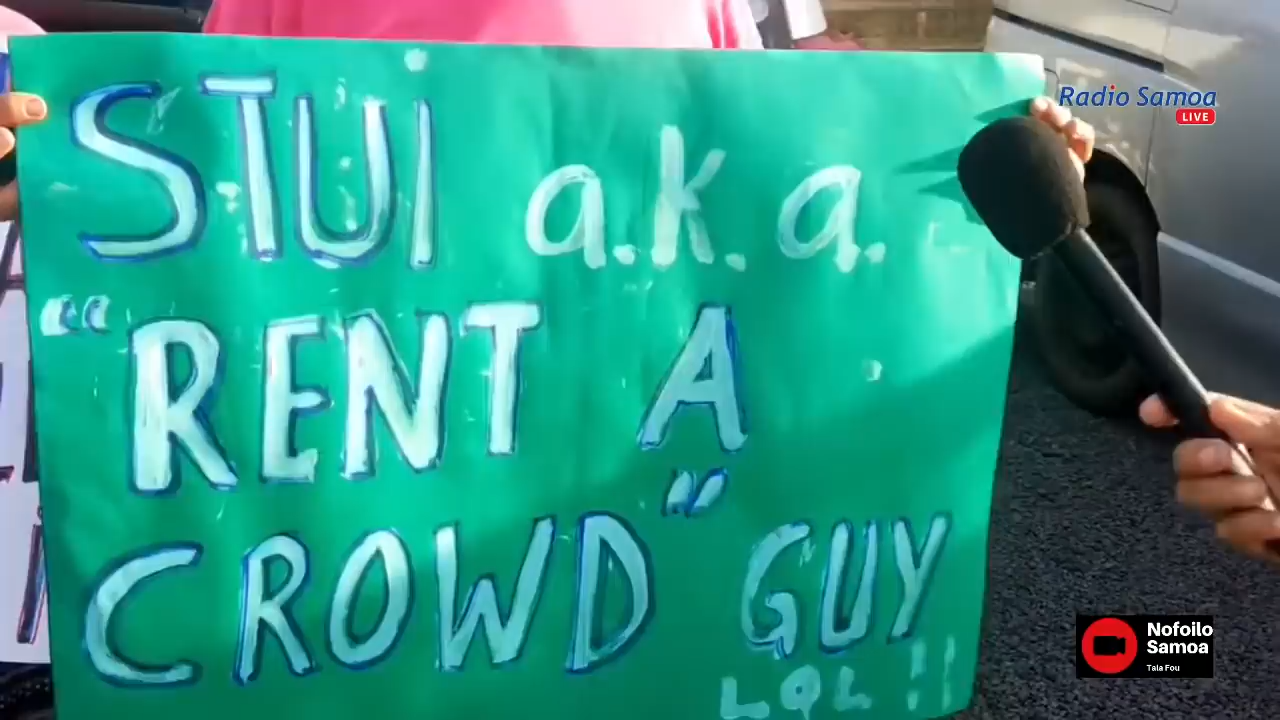 STUi a.k.a.
"RENT A
CROWD" GUY
LOL !!
Radio Samoa
LIVE
Nofoilo
Samoa
Tala Fou